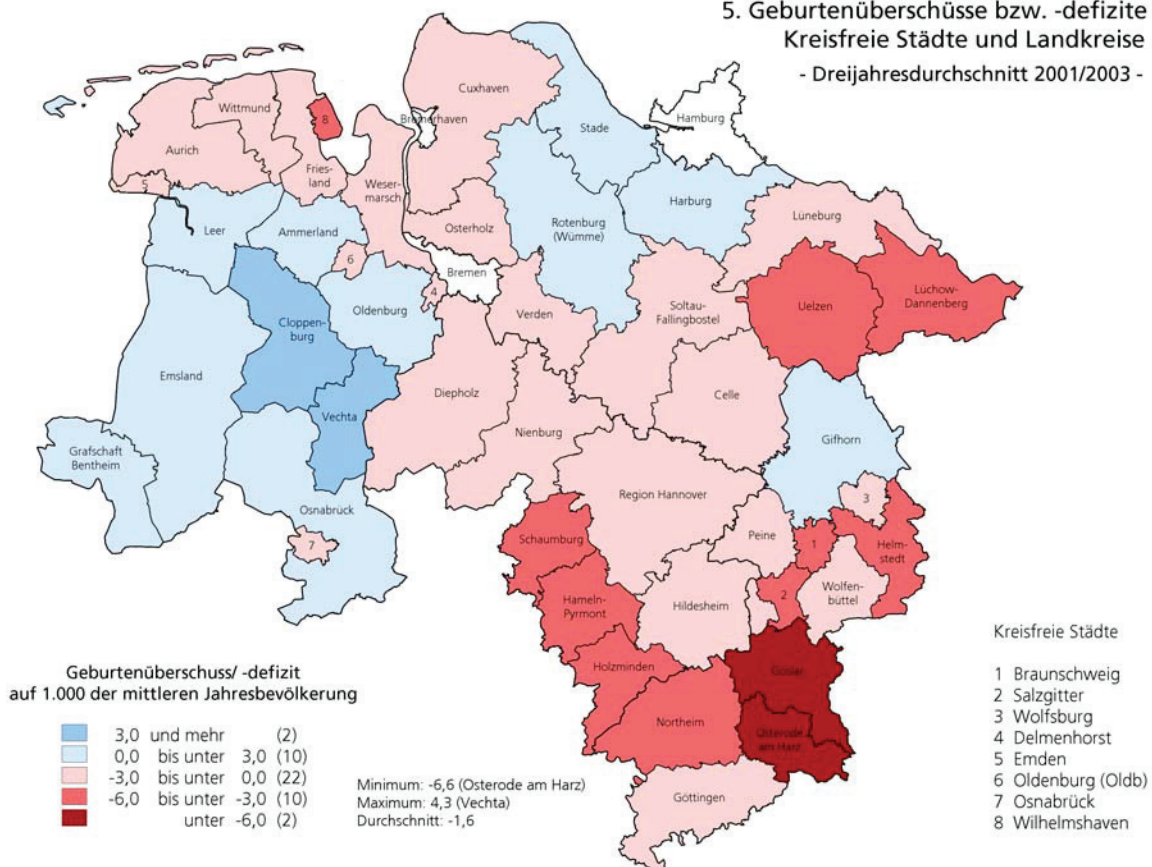 5. Geburtenüberschüsse bzw. -defizite
Kreisfreie Städte und Landkreise
- Dreijahresdurchschnitt 2001/2003 -
Cuxhaven
Wittmund
8
Bremerhaven
Hamburg
Stade
Aurich
5
Fries-
land
Weser-
marsch
Harburg
Lüneburg
Leer
Ammerland
Osterholz
Rotenburg
(Wümme)
6
Bremen
4
Oldenburg
Verden
Soltau-
Fallingbostel
Uelzen
Lüchow-
Dannenberg
Cloppen-
burg
Emsland
Diepholz
Celle
Vechta
Nienburg
Gifhorn
Grafschaft
Bentheim
Region Hannover
3
Osnabrück
7
Schaumburg
Peine
1
Helm-
stedt
Hameln-
Pyrmont
Hildesheim
2
Wolfen-
büttel
Holzminden
Goslar
Northeim
Osterode
am Harz
Göttingen
Geburtenüberschuss/ -defizit
auf 1.000 der mittleren Jahresbevölkerung
3,0 und mehr (2)
0,0 bis unter 3,0 (10)
-3,0 bis unter 0,0 (22)
-6,0 bis unter -3,0 (10)
unter -6,0 (2)
Minimum: -6,6 (Osterode am Harz)
Maximum: 4,3 (Vechta)
Durchschnitt: -1,6
Kreisfreie Städte
1 Braunschweig
2 Salzgitter
3 Wolfsburg
4 Delmenhorst
5 Emden
6 Oldenburg (Oldb)
7 Osnabrück
8 Wilhelmshaven